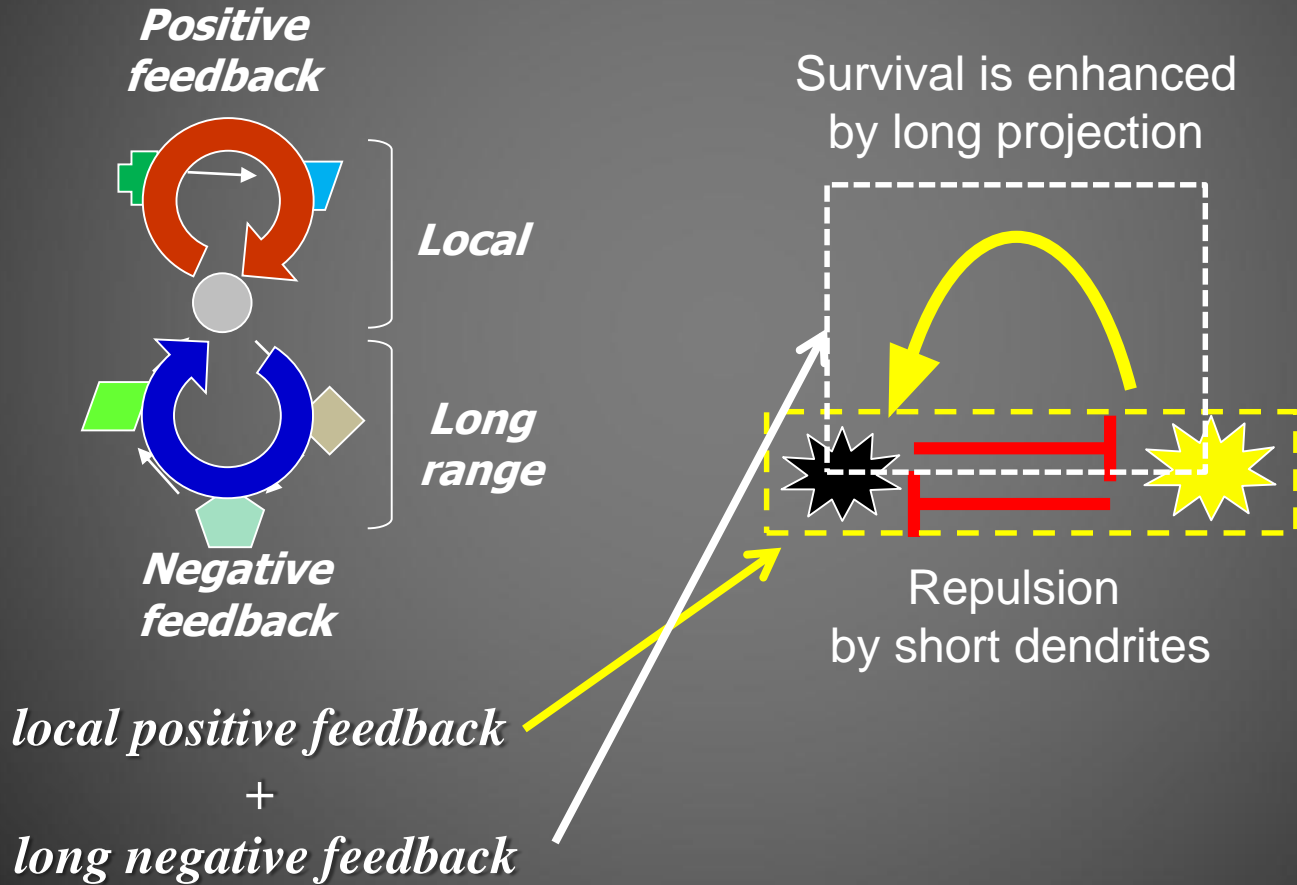 Positive
feedback
Local
Long
range
Negative
feedback
local positive feedback
+
long negative feedback
Survival is enhanced
by long projection
Repulsion
by short dendrites